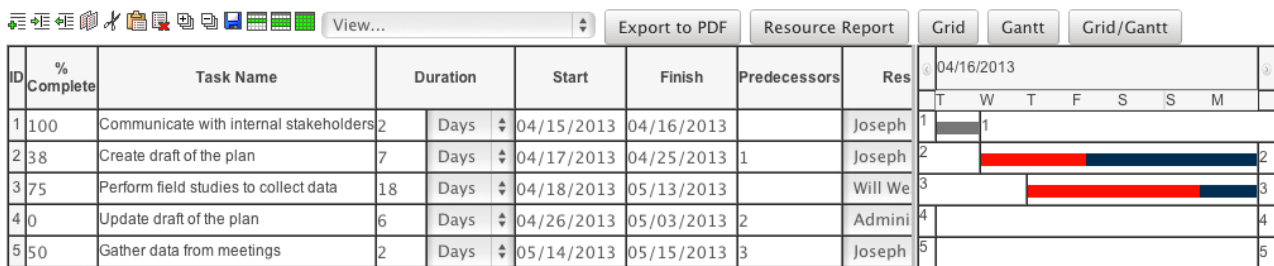 View... Export to PDF Resource Report Grid Gantt Grid/Gantt
ID % Complete Task Name Duration Start Finish Predecessors Res 04/16/2013
T W T F S S M
1 100 Communicate with internal stakeholders 2 Days 04/15/2013 04/16/2013 Joseph 1 1
2 38 Create draft of the plan 7 Days 04/17/2013 04/25/2013 1 Joseph 2 2
3 75 Perform field studies to collect data 18 Days 04/18/2013 05/13/2013 Will We 3 3
4 0 Update draft of the plan 6 Days 04/26/2013 05/03/2013 2 Admini 4 4
5 50 Gather data from meetings 2 Days 05/14/2013 05/15/2013 3 Joseph 5 5